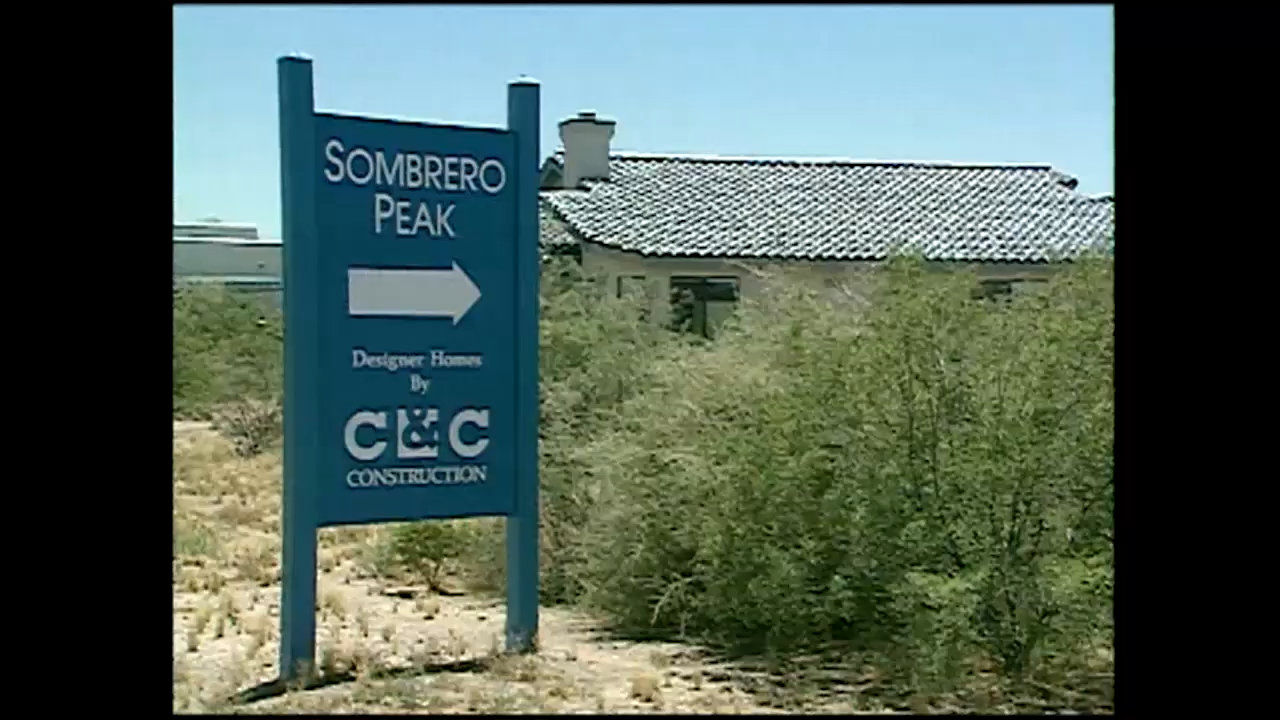 SOMBRERO
PEAK
Designer Homes
By
C&C
CONSTRUCTION